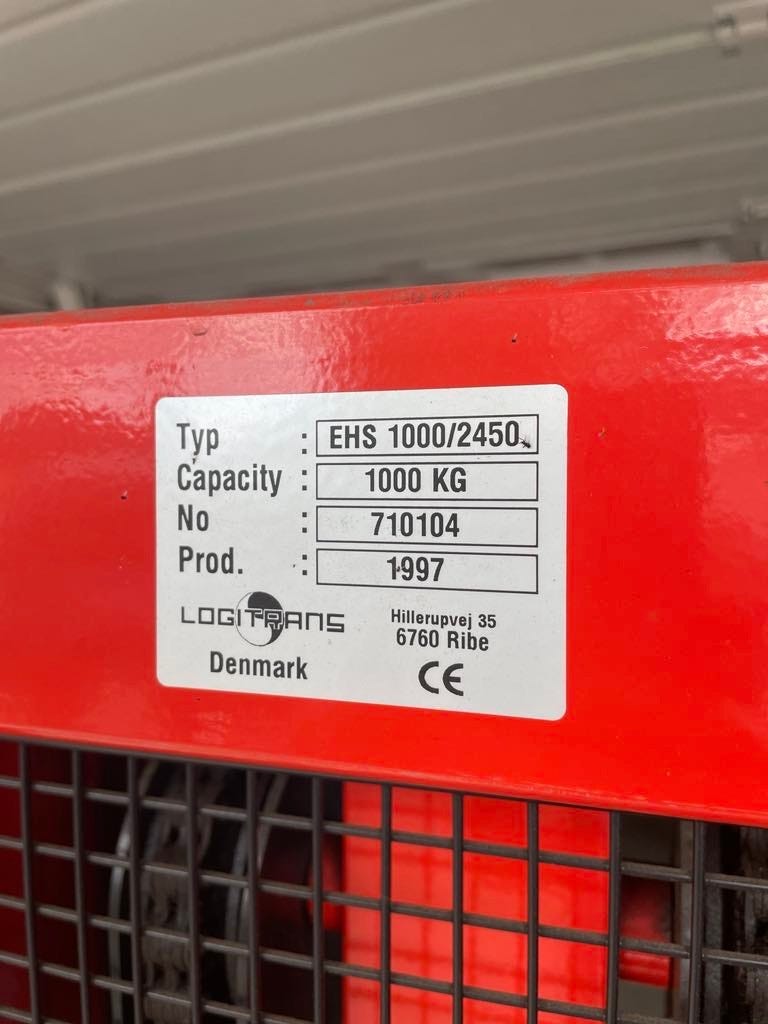 Typ : EHS 1000/2450
Capacity : 1000 KG
No : 710104
Prod. : 1997
LOGITRANS
Denmark
Hillerupvej 35
6760 Ribe
CE